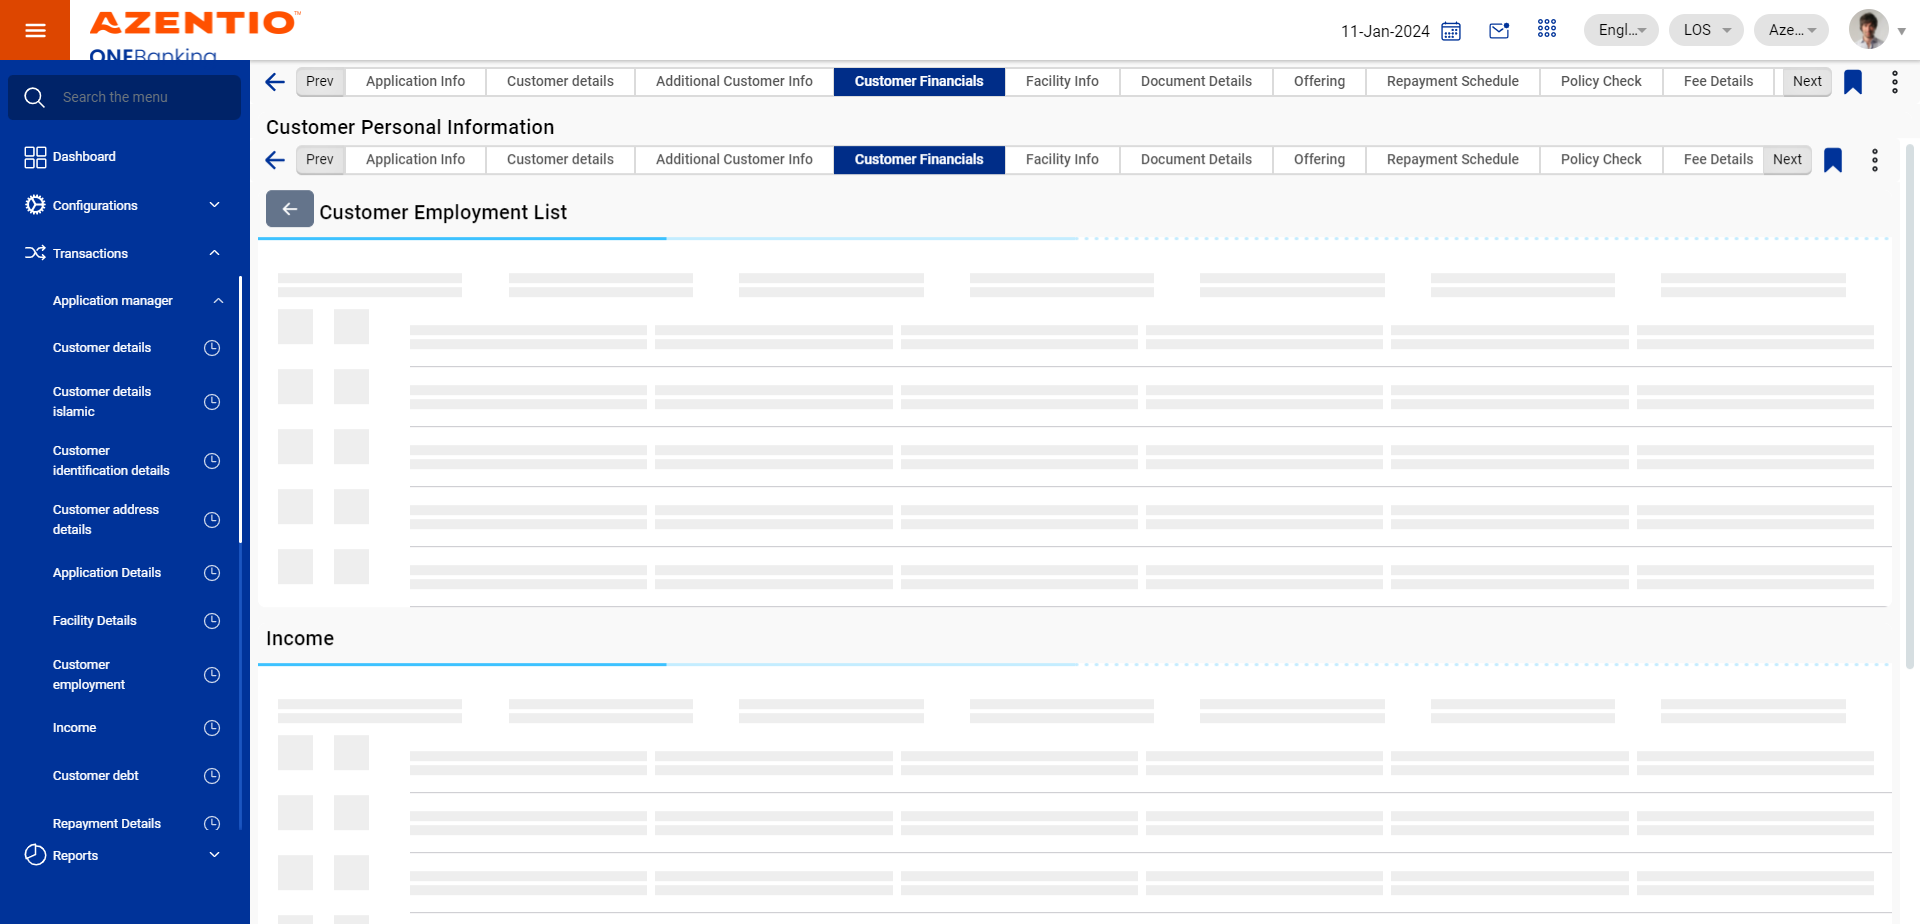 AZENTIO™
ONEBanking
11-Jan-2024
Engl...
LOS
Aze...
Search the menu
Dashboard
Configurations
Transactions
Application manager
Customer details
Customer details
islamic
Customer
identification details
Customer address
details
Application Details
Facility Details
Customer
employment
Income
Customer debt
Repayment Details
Reports
Prev
Application Info
Customer details
Additional Customer Info
Customer Financials
Facility Info
Document Details
Offering
Repayment Schedule
Policy Check
Fee Details
Next
Customer Personal Information
Prev
Application Info
Customer details
Additional Customer Info
Customer Financials
Facility Info
Document Details
Offering
Repayment Schedule
Policy Check
Fee Details
Next
Customer Employment List
Income